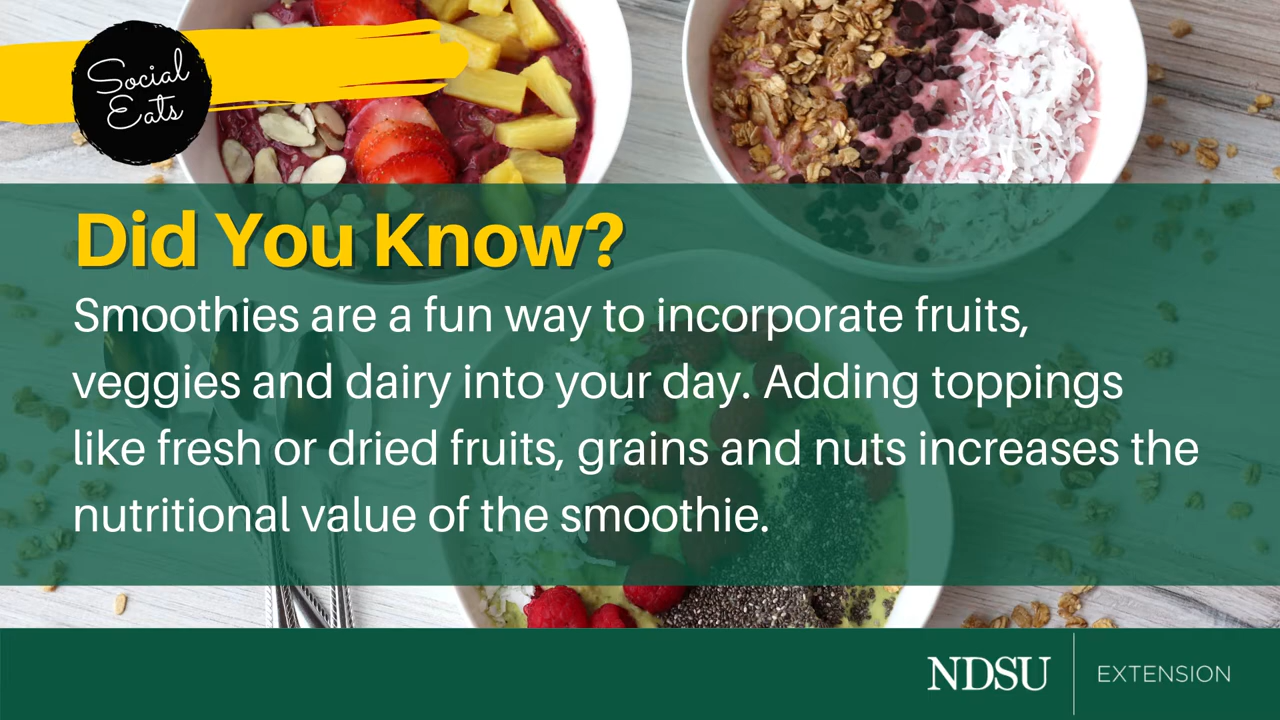 Social
Eats
Did You Know?
Smoothies are a fun way to incorporate fruits,
veggies and dairy into your day. Adding toppings
like fresh or dried fruits, grains and nuts increases the
nutritional value of the smoothie.
NDSU
EXTENSION